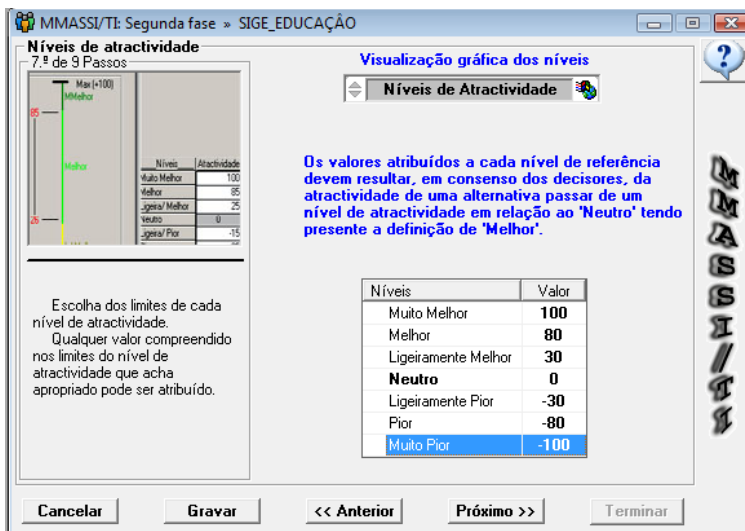 MMASSI/TI: Segunda fase » SIGE_EDUCAÇÂO
Níveis de atractividade
7.º de 9 Passos
Max (+100)
MMelhor
85
Melhor
26
Níveis Atactividade
Muito Melhor 100
Melhor 85
Ligeira/ Melhor 25
Neutro 0
Ligeira/ Pior -15
Escolha dos limites de cada
nível de atractividade.
Qualquer valor compreendido
nos limites do nível de
atractividade que acha
apropriado pode ser atribuído.
Visualização gráfica dos níveis
Níveis de Atractividade
Os valores atribuídos a cada nível de referência
devem resultar, em consenso dos decisores, da
atractividade de uma alternativa passar de um
nível de atractividade em relação ao 'Neutro' tendo
presente a definição de 'Melhor'.
Níveis Valor
Muito Melhor 100
Melhor 80
Ligeiramente Melhor 30
Neutro 0
Ligeiramente Pior -30
Pior -80
Muito Pior -100
?
MMASSI/TI
Cancelar Gravar << Anterior Próximo >> Terminar